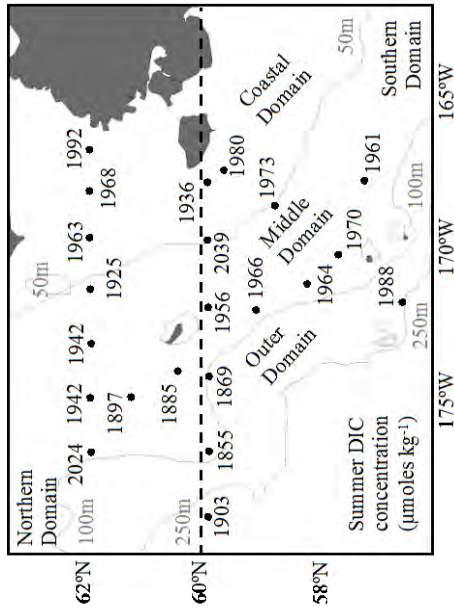 Northern
Domain
100m
50m
62°N
2024
1942
1942
1925
1963
1968
1992
1897
1885
250m
60°N
1903
1855
1869
1956
2039
1936
1980
Coastal
Domain
1966
Middle
Domain
1973
Outer
Domain
50m
58°N
1964
1970
1961
1988
100m
250m
Summer DIC
concentration
(µmoles kg⁻¹)
Southern
Domain
175°W
170°W
165°W